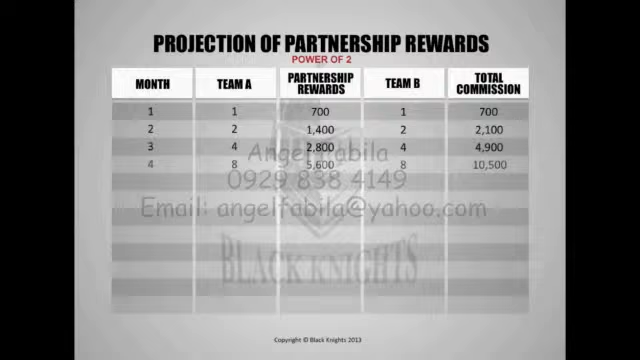 PROJECTION OF PARTNERSHIP REWARDS
POWER OF 2
MONTH TEAM A PARTNERSHIP REWARDS TEAM B TOTAL COMMISSION
1 1 700 1 700
2 2 1,400 2 2,100
3 4 2,800 4 4,900
4 8 5,600 8 10,500
Angel Fabila
0929 838 4149
Email: angelfabila@yahoo.com
BLACK KNIGHTS
Copyright © Black Knights 2013